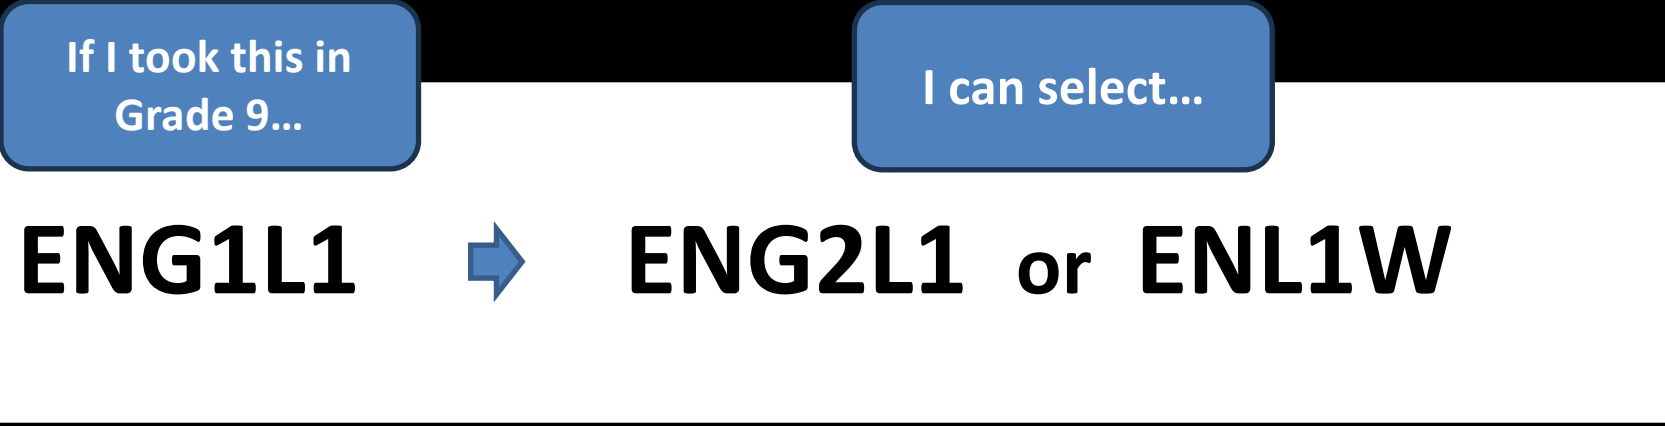 If I took this in
Grade 9…
I can select…
ENG1L1 ENG2L1 or ENL1W